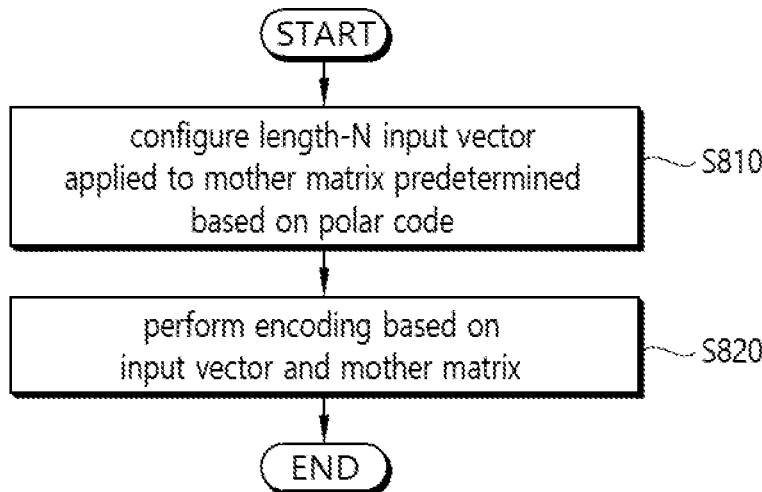 START
configure length-N input vector
applied to mother matrix predetermined
based on polar code
S810
perform encoding based on
input vector and mother matrix
S820
END